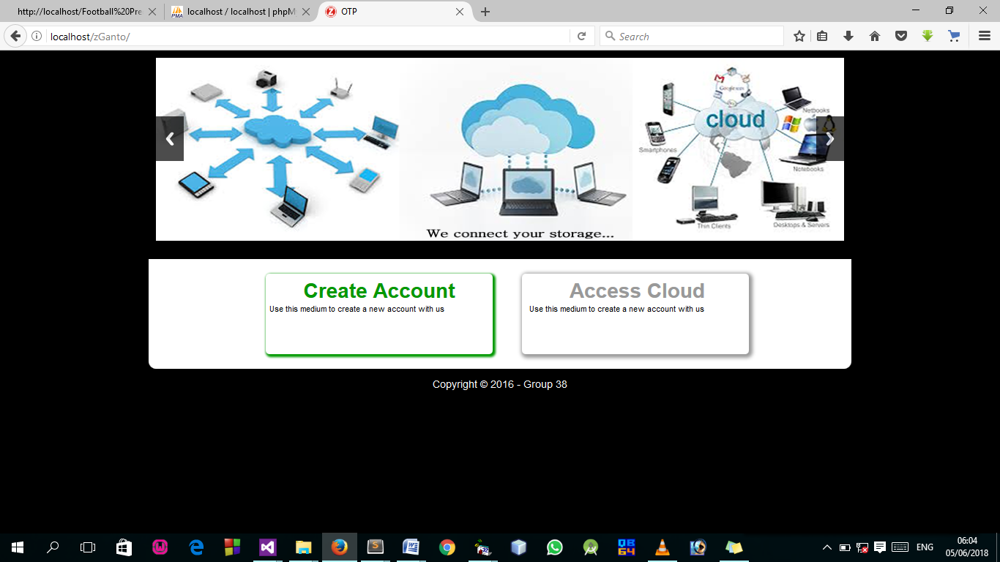 http://localhost/Football%20Pre
localhost / localhost | phpM
OTP
localhost/zGanto/
Search
Google
cloud
Netbooks
Smartphones
Notebooks
Thin Clients
Desktops & Servers
We connect your storage...
Create Account
Use this medium to create a new account with us
Access Cloud
Use this medium to create a new account with us
Copyright © 2016 - Group 38
ENG
06:04
05/06/2018